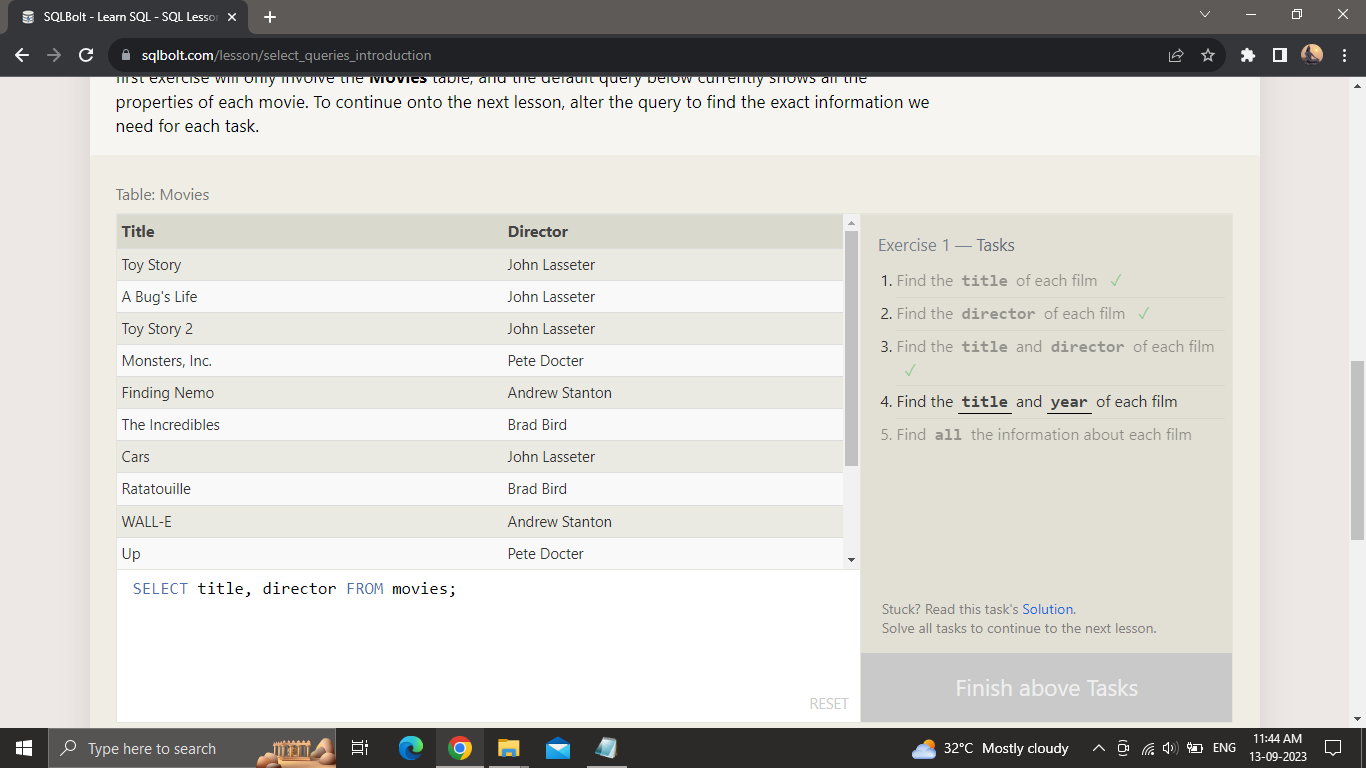 SQLBolt - Learn SQL - SQL Lesson
sqlbolt.com/lesson/select_queries_introduction
first exercise will only involve the Movies table, and the default query below currently shows all the
properties of each movie. To continue onto the next lesson, alter the query to find the exact information we
need for each task.
Table: Movies
Title Director
Toy Story John Lasseter
A Bug's Life John Lasseter
Toy Story 2 John Lasseter
Monsters, Inc. Pete Docter
Finding Nemo Andrew Stanton
The Incredibles Brad Bird
Cars John Lasseter
Ratatouille Brad Bird
WALL-E Andrew Stanton
Up Pete Docter
SELECT title, director FROM movies;
RESET
Exercise 1 — Tasks
1. Find the title of each film ✓
2. Find the director of each film ✓
3. Find the title and director of each film
✓
4. Find the title and year of each film
5. Find all the information about each film
Stuck? Read this task's Solution.
Solve all tasks to continue to the next lesson.
Finish above Tasks
Type here to search
32°C Mostly cloudy
ENG
11:44 AM
13-09-2023